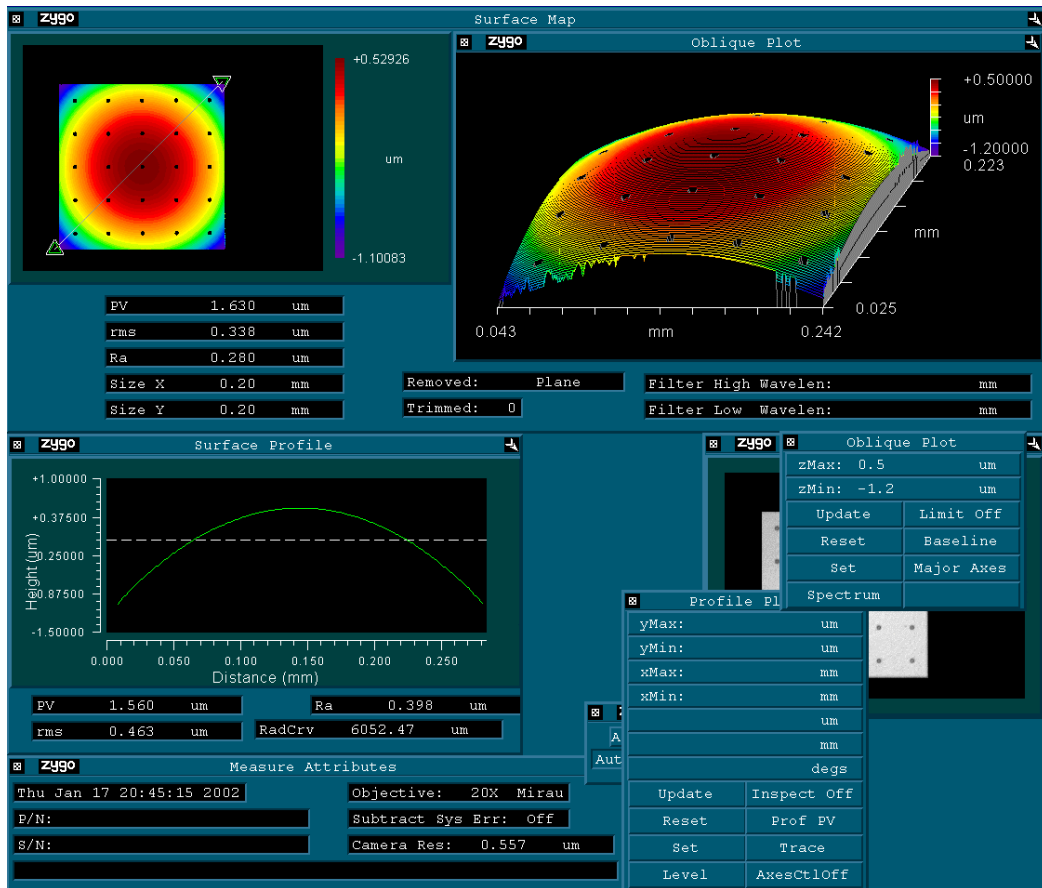 zygo Surface Map
zygo Oblique Plot
+0.52926
um
-1.10083
+0.50000
um
-1.20000
0.223
mm
0.025
0.043 mm 0.242
PV 1.630 um
rms 0.338 um
Ra 0.280 um
Size X 0.20 mm
Size Y 0.20 mm
Removed: Plane
Trimmed: 0
Filter High Wavelen: mm
Filter Low Wavelen: mm
zygo Surface Profile
+1.00000
+0.37500
0.25000
0.87500
-1.50000
Height (um)
0.000 0.050 0.100 0.150 0.200 0.250
Distance (mm)
PV 1.560 um
Ra 0.398 um
rms 0.463 um
RadCrv 6052.47 um
zygo
Oblique Plot
zMax: 0.5 um
zMin: -1.2 um
Update Limit Off
Reset Baseline
Set Major Axes
Spectrum
Profile Pl
yMax: um
yMin: um
xMax: mm
xMin: mm
um
mm
degs
Update Inspect Off
Reset Prof PV
Set Trace
Level AxesCtlOff
A
Aut
zygo Measure Attributes
Thu Jan 17 20:45:15 2002
P/N:
S/N:
Objective: 20X Mirau
Subtract Sys Err: Off
Camera Res: 0.557 um